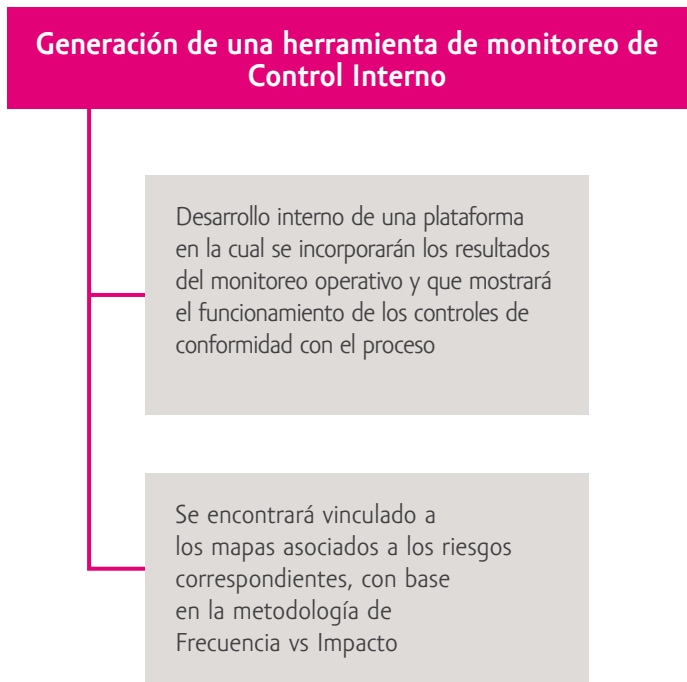 Generación de una herramienta de monitoreo de
Control Interno
Desarrollo interno de una plataforma
en la cual se incorporarán los resultados
del monitoreo operativo y que mostrará
el funcionamiento de los controles de
conformidad con el proceso
Se encontrará vinculado a
los mapas asociados a los riesgos
correspondientes, con base
en la metodología de
Frecuencia vs Impacto